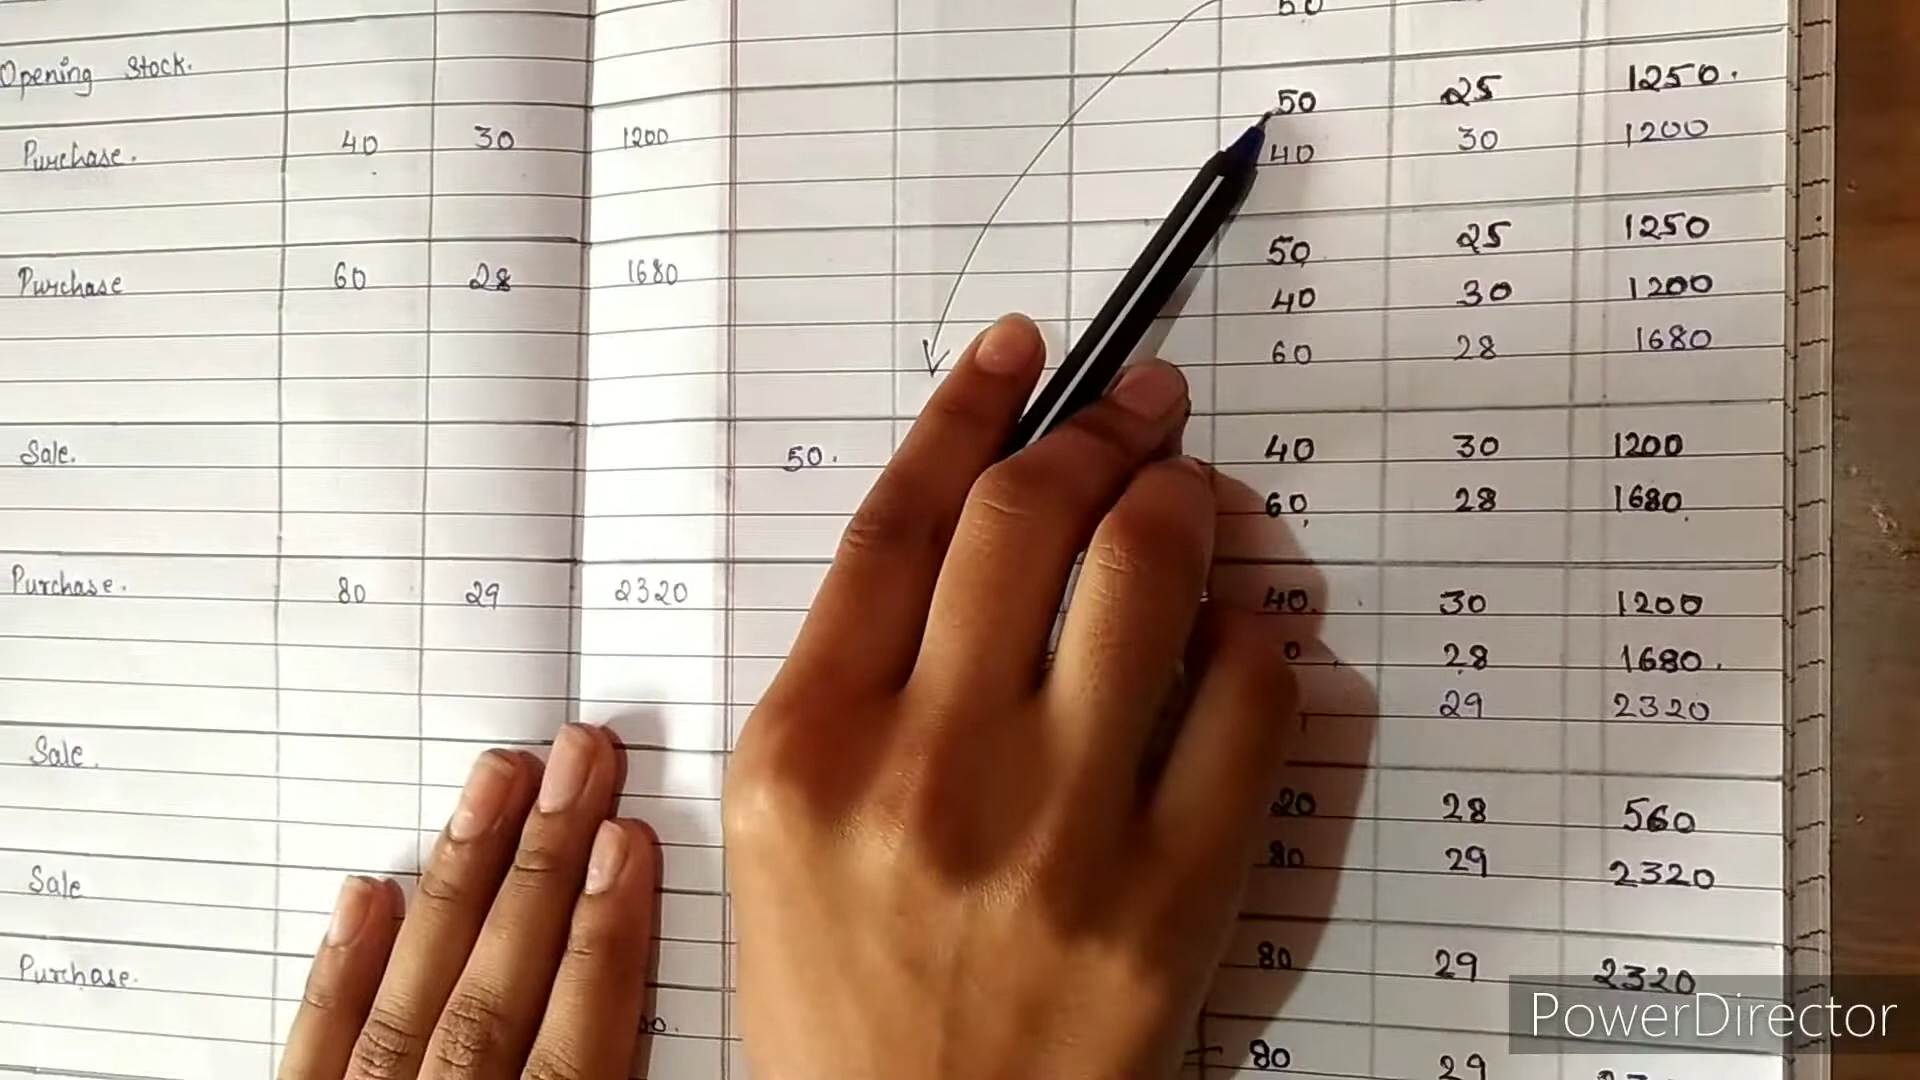 50
Opening Stock.
50 25 1250.
Purchase. 40 30 1200 40 30 1200
50 25 1250
Purchase 60 28 1680 40 30 1200
60 28 1680
Sale. 50. 40 30 1200
60 28 1680
Purchase. 80 29 2320 40. 30 1200
0 28 1680.
29 2320
Sale. 20 28 560
Sale 80 29 2320
Purchase. 80 29 2320
80 29
PowerDirector